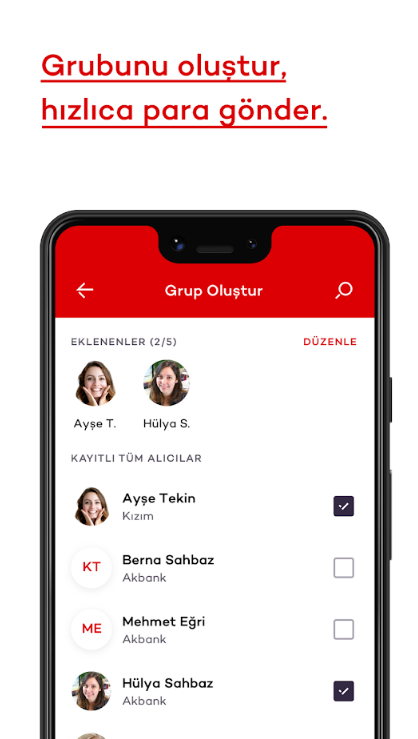 Grubunu oluştur,
hızlıca para gönder.
Grup Oluştur
EKLENENLER (2/5)
DÜZENLE
Ayşe T.
Hülya S.
KAYITLI TÜM ALICILAR
Ayşe Tekin
Kızım
KT
Berna Sahbaz
Akbank
ME
Mehmet Eğri
Akbank
Hülya Sahbaz
Akbank